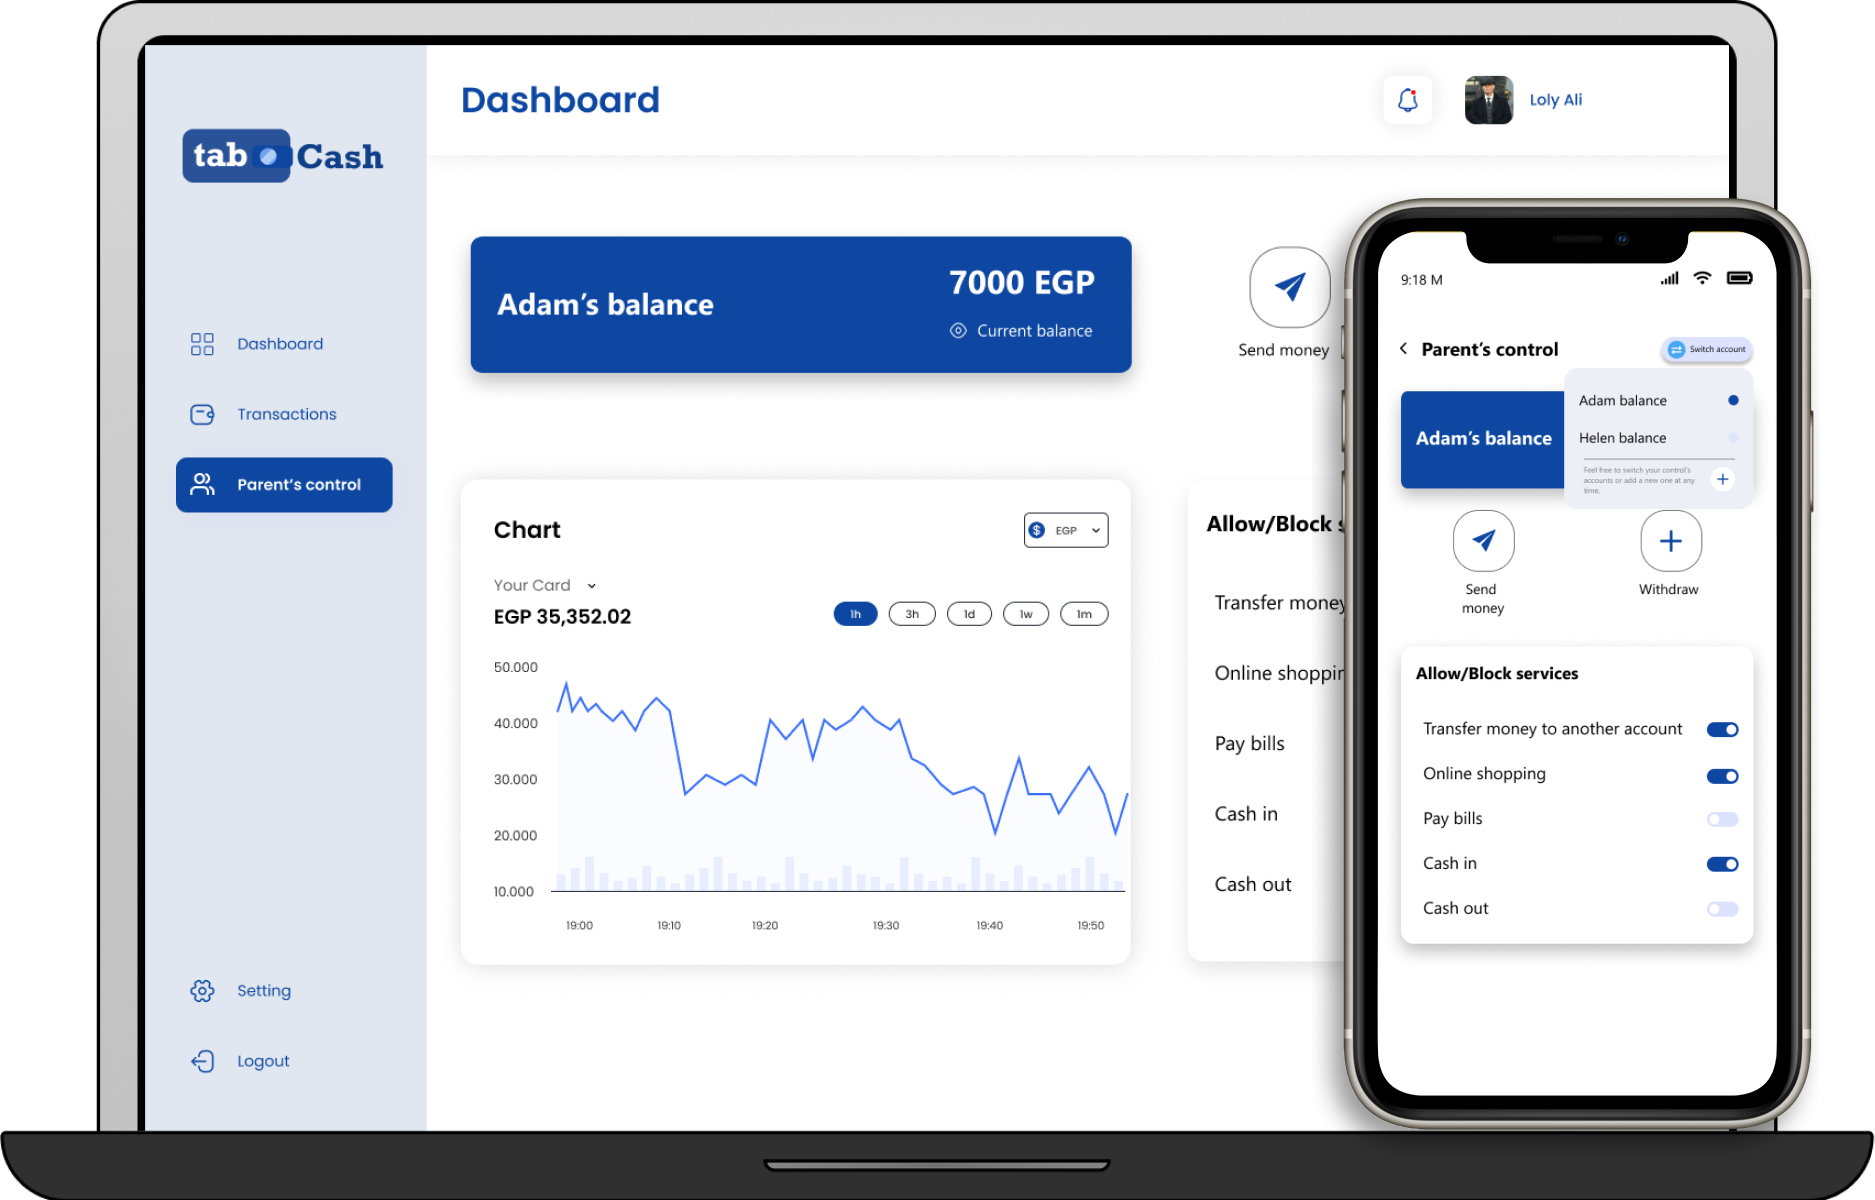 Dashboard
Loly Ali
tab Cash
Dashboard
Transactions
Parent's control
Setting
Logout
Adam's balance
7000 EGP
Current balance
Send money
Chart
$ EGP
Your Card
EGP 35,352.02
1h 3h 1d 1w 1m
50.000
40.000
30.000
20.000
10.000
19:00 19:10 19:20 19:30 19:40 19:50
Allow/Block
Transfer money
Online
Pay bills
Cash in
Cash out
9:18 M
Parent's control
Switch account
Adam's balance
Adam balance
Helen balance
Feel free to switch your control's
accounts or add a new one at any
time.
Send
money
Withdraw
Allow/Block services
Transfer money to another account
Online shopping
Pay bills
Cash in
Cash out